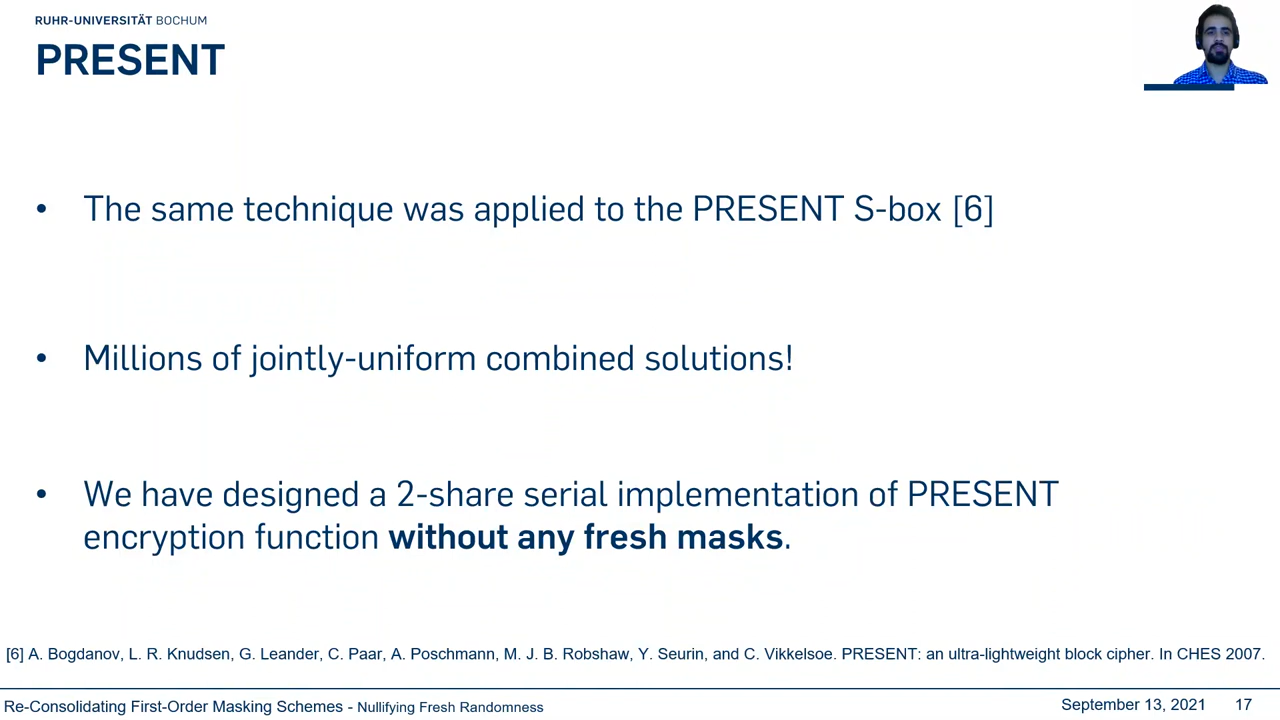 RUHR-UNIVERSITÄT BOCHUM
PRESENT
• The same technique was applied to the PRESENT S-box [6]
• Millions of jointly-uniform combined solutions!
• We have designed a 2-share serial implementation of PRESENT
encryption function without any fresh masks.
[6] A. Bogdanov, L. R. Knudsen, G. Leander, C. Paar, A. Poschmann, M. J. B. Robshaw, Y. Seurin, and C. Vikkelsoe. PRESENT: an ultra-lightweight block cipher. In CHES 2007.
Re-Consolidating First-Order Masking Schemes - Nullifying Fresh Randomness
September 13, 2021 17